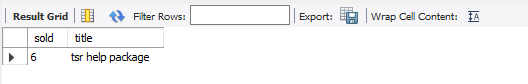 Result Grid Filter Rows: Export: Wrap Cell Content:
sold title
6 tsr help package